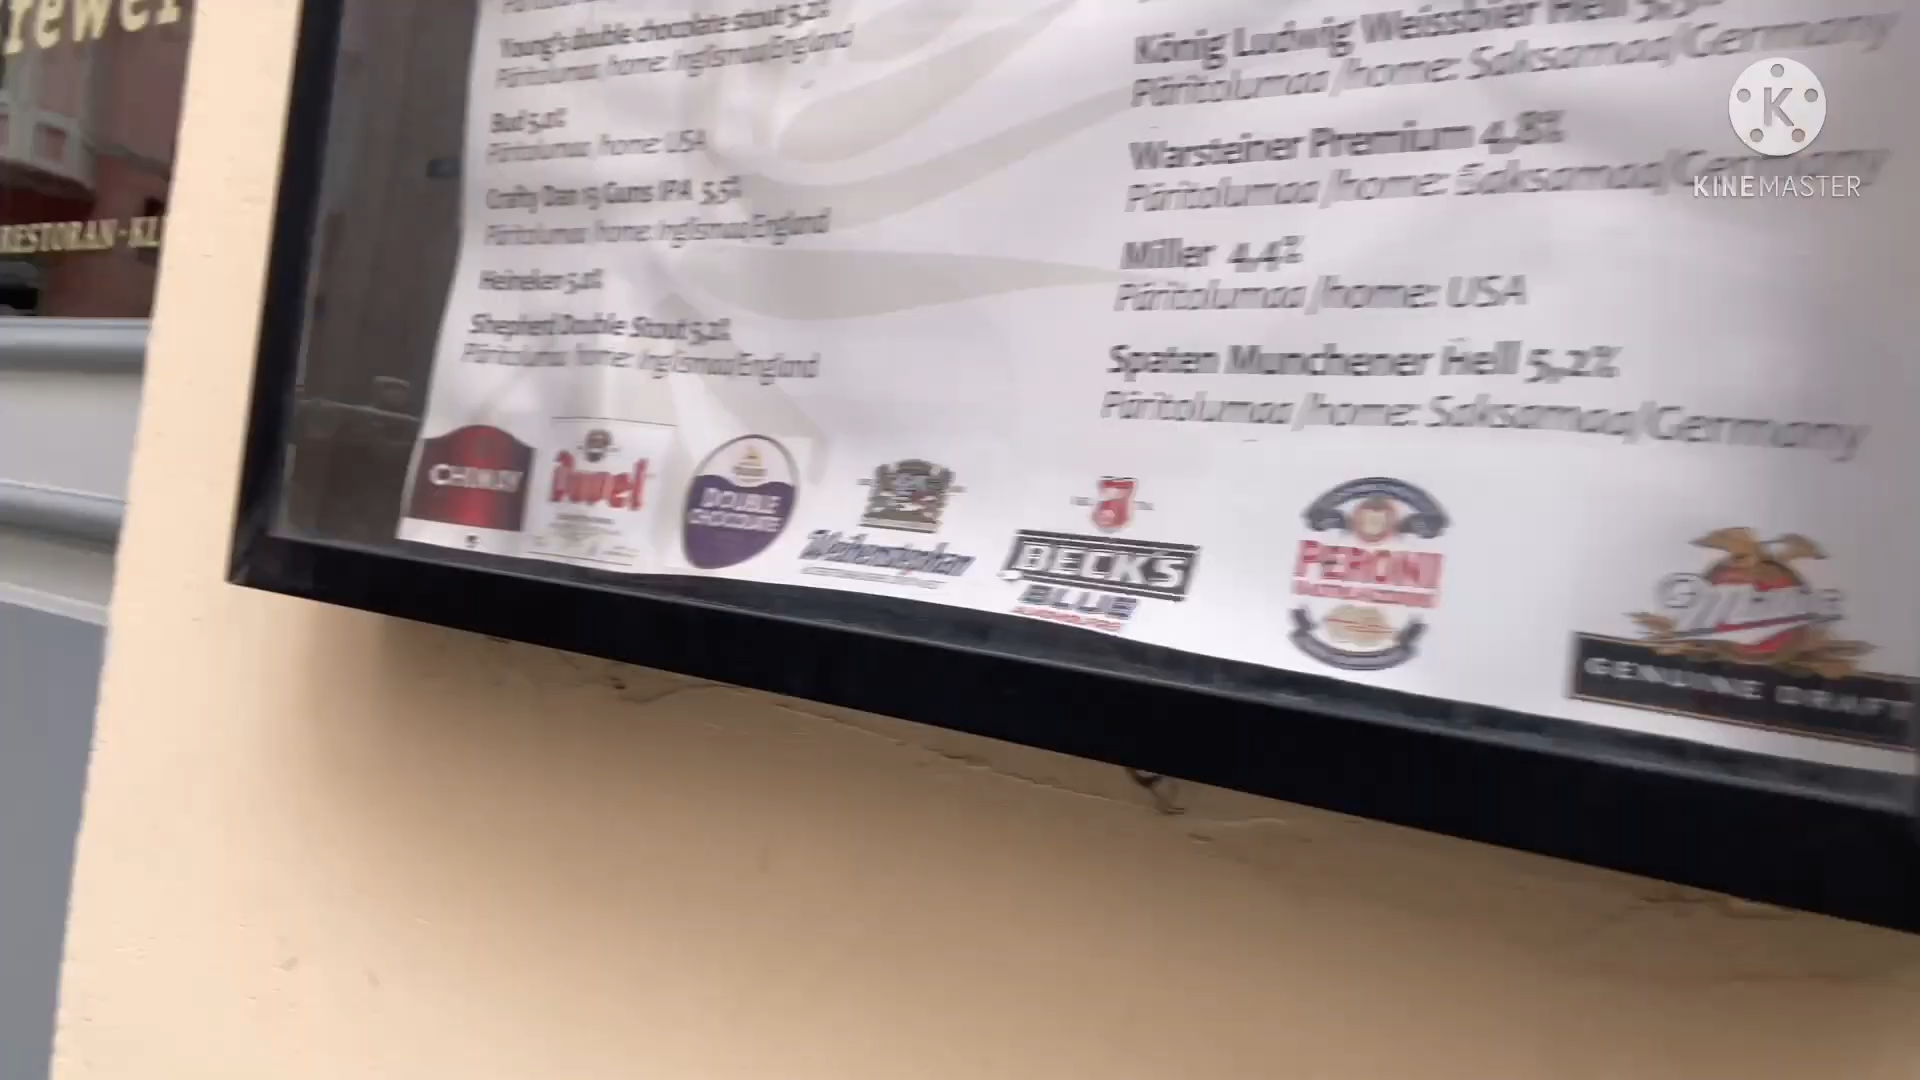 RESTORAN-KL
Young's double chocolate stout 5,2%
Päritolumaa /home: Inglismaa/England
Bud 5,0%
Päritolumaa /home: USA
Crafty Dan 13 Guns IPA 5,5%
Päritolumaa /home: Inglismaa/England
Heineken 5,0%
Shepherd Double Stout 5,2%
Päritolumaa /home: Inglismaa/England
König Ludwig Weissbier Hell
Päritolumaa /home: Saksamaa/Germany
Warsteiner Premium 4,8%
Päritolumaa /home: Saksamaa/Germany
Miller 4,4%
Päritolumaa /home: USA
Spaten Munchener Hell 5,2%
Päritolumaa /home: Saksamaa/Germany
CHIMAY
Duvel
DOUBLE
CHOCOLATE
Weihenstephan
BECK'S
BLUE
PERONI
Miller
GENUINE DRAFT
K
KINEMASTER